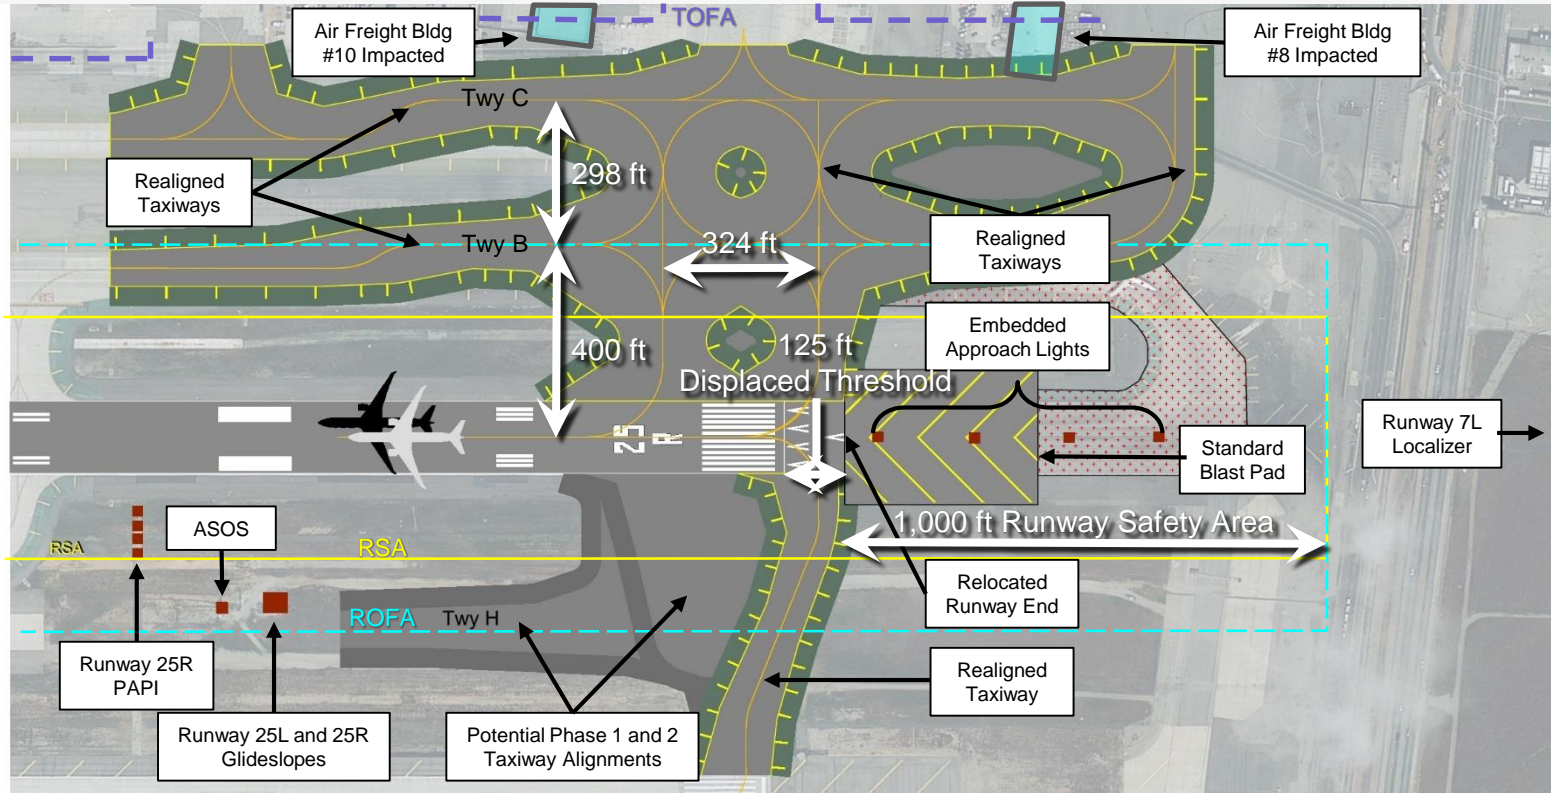 TOFA
Air Freight Bldg
#10 Impacted
Air Freight Bldg
#8 Impacted
Twy C
298 ft
Realigned
Taxiways
Twy B
324 ft
Realigned
Taxiways
400 ft
125 ft
Displaced Threshold
Embedded
Approach Lights
25
R
Runway 7L
Localizer
Standard
Blast Pad
ASOS
RSA
RSA
1,000 ft Runway Safety Area
ROFA
Twy H
Relocated
Runway End
Runway 25R
PAPI
Realigned
Taxiway
Runway 25L and 25R
Glideslopes
Potential Phase 1 and 2
Taxiway Alignments